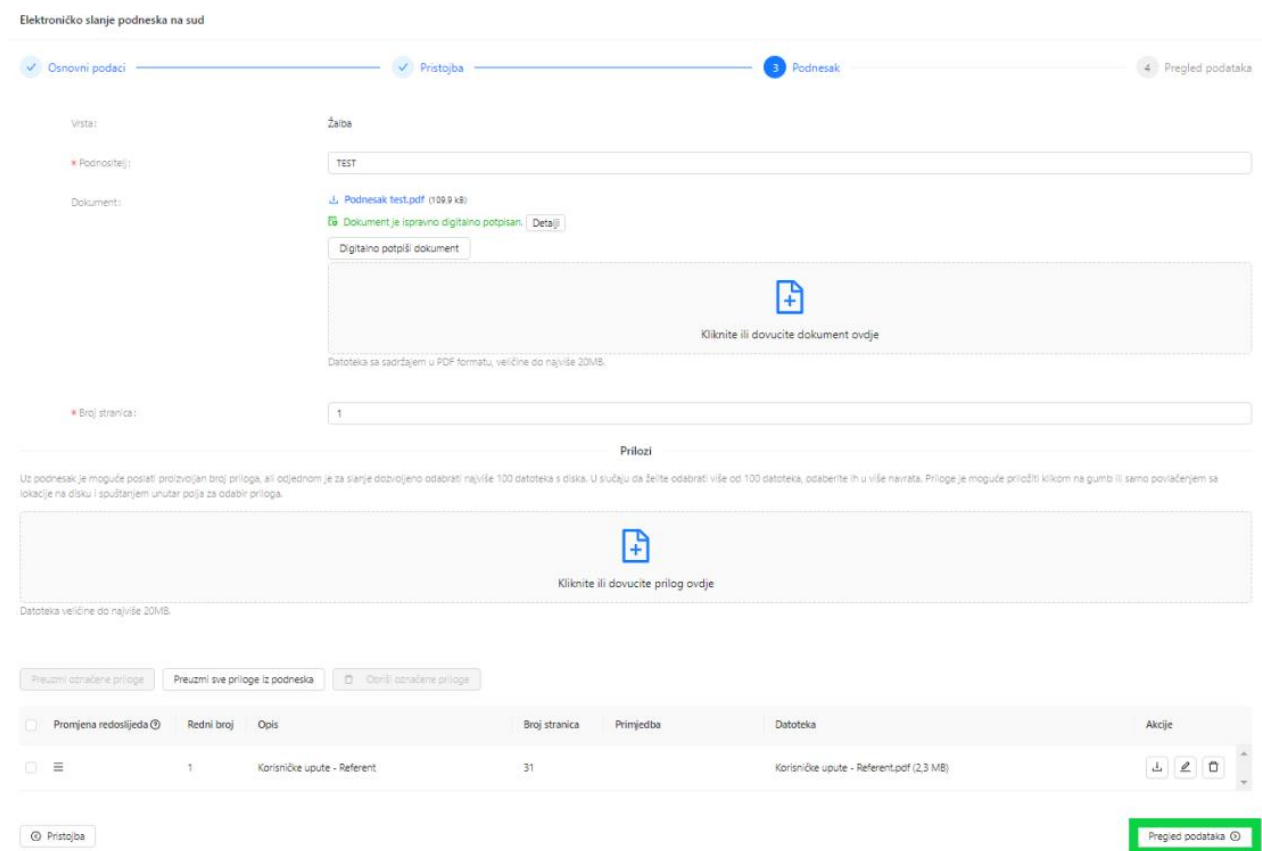 Elektroničko slanje podneska na sud
Osnovni podaci
Pristojba
3 Podnesak
4 Pregled podataka
Vrsta: Žalba
* Podnositelj: TEST
Dokument: Podnesak test.pdf (109,9 kB)
Dokument je ispravno digitalno potpisan. Detalji
Digitalno potpiši dokument
Kliknite ili dovucite dokument ovdje
Datoteka sa sadržajem u PDF formatu, veličine do najviše 20MB.
* Broj stranica: 1
Prilozi
Uz podnesak je moguće poslati proizvoljan broj priloga, ali odjednom je za slanje dozvoljeno odabrati najviše 100 datoteka s diska. U slučaju da želite odabrati više od 100 datoteka, odaberite ih u više navrata. Priloge je moguće priložiti klikom na gumb ili samo povlačenjem sa
lokacije na disku i spuštanjem unutar polja za odabir priloga.
Kliknite ili dovucite prilog ovdje
Datoteka veličine do najviše 20MB.
Preuzmi označene priloge Preuzmi sve priloge iz podneska Obriši označene priloge
Promjena redoslijeda Redni broj Opis Broj stranica Primjedba Datoteka Akcije
1 Korisničke upute - Referent 31 Korisničke upute - Referent.pdf (2,3 MB)
Pristojba Pregled podataka